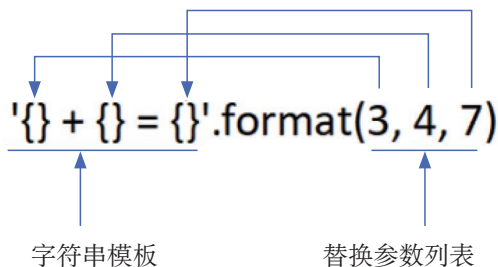 '{} + {} = {}'.format(3, 4, 7)
字符串模板 替换参数列表